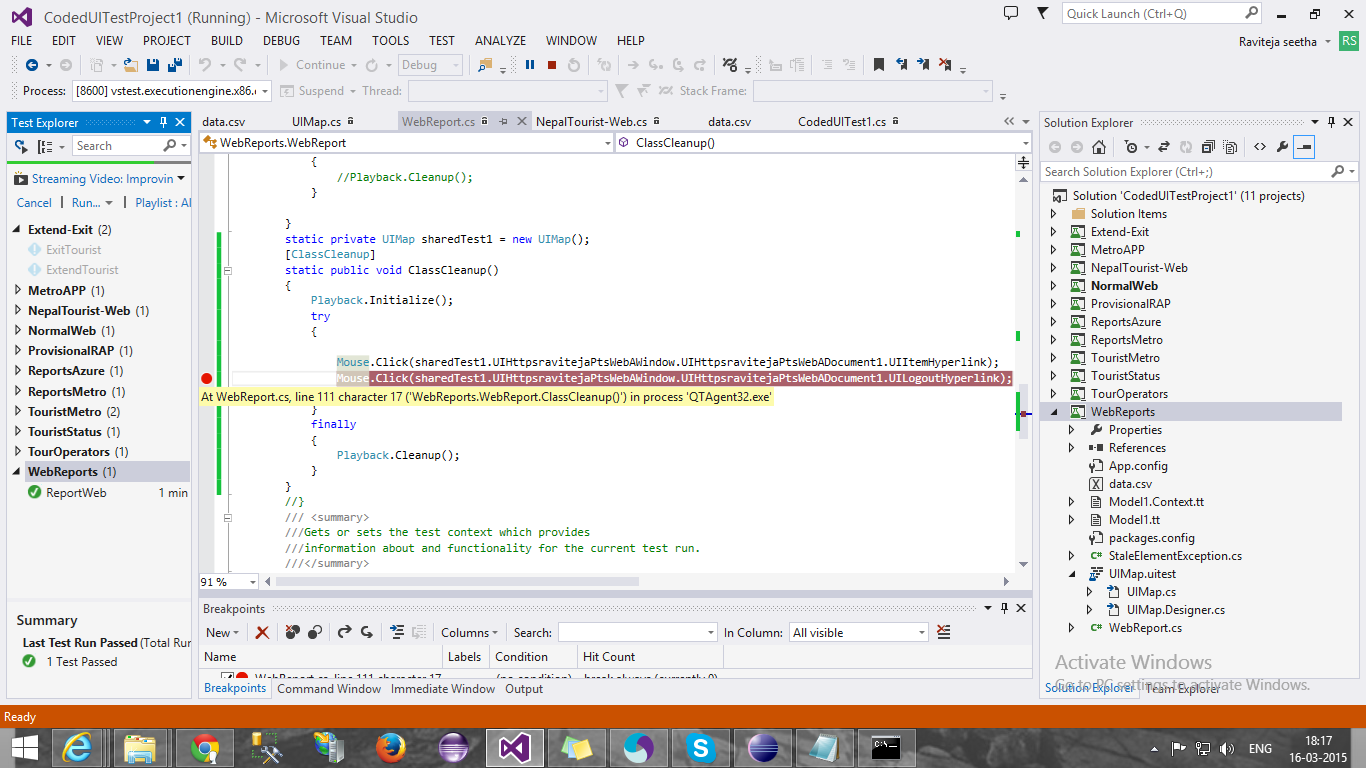 CodedUITestProject1 (Running) - Microsoft Visual Studio
Quick Launch (Ctrl+Q)
FILE EDIT VIEW PROJECT BUILD DEBUG TEAM TOOLS TEST ANALYZE WINDOW HELP
Raviteja seetha RS
Continue Debug
Process: [8600] vstest.executionengine.x86. Suspend Thread: Stack Frame:
Test Explorer
Search
Streaming Video: Improvin
Cancel Run... Playlist : Al
Extend-Exit (2)
ExitTourist
ExtendTourist
MetroAPP (1)
NepalTourist-Web (1)
NormalWeb (1)
ProvisionalRAP (1)
ReportsAzure (1)
ReportsMetro (1)
TouristMetro (2)
TouristStatus (1)
TourOperators (1)
WebReports (1)
ReportWeb 1 min
Summary
Last Test Run Passed (Total Rur
1 Test Passed
data.csv UIMap.cs WebReport.cs NepalTourist-Web.cs data.csv CodedUITest1.cs
WebReports.WebReport ClassCleanup()
{
//Playback.Cleanup();
}
}
static private UIMap sharedTest1 = new UIMap();
[ClassCleanup]
static public void ClassCleanup()
{
Playback.Initialize();
try
{
Mouse.Click(sharedTest1.UIHttpsravitejaPtsWebAWindow.UIHttpsravitejaPtsWebADocument1.UIItemHyperlink);
Mouse.Click(sharedTest1.UIHttpsravitejaPtsWebAWindow.UIHttpsravitejaPtsWebADocument1.UILogoutHyperlink);
At WebReport.cs, line 111 character 17 ('WebReports.WebReport.ClassCleanup()') in process 'QTAgent32.exe'
}
finally
{
Playback.Cleanup();
}
}
//}
/// <summary>
///Gets or sets the test context which provides
///information about and functionality for the current test run.
///</summary>
91 %
Breakpoints
New Columns Search: In Column: All visible
Name Labels Condition Hit Count
WebReport.cs, line 111 character 17 (no condition) break always (currently 0)
Breakpoints Command Window Immediate Window Output
Solution Explorer
Search Solution Explorer (Ctrl+;)
Solution 'CodedUITestProject1' (11 projects)
Solution Items
Extend-Exit
MetroAPP
NepalTourist-Web
NormalWeb
ProvisionalRAP
ReportsAzure
ReportsMetro
TouristMetro
TouristStatus
TourOperators
WebReports
Properties
References
App.config
data.csv
Model1.Context.tt
Model1.tt
packages.config
StaleElementException.cs
UIMap.uitest
UIMap.cs
UIMap.Designer.cs
WebReport.cs
Activate Windows
Go to PC settings to activate Windows.
Solution Explorer Team Explorer
Ready
ENG
18:17
16-03-2015